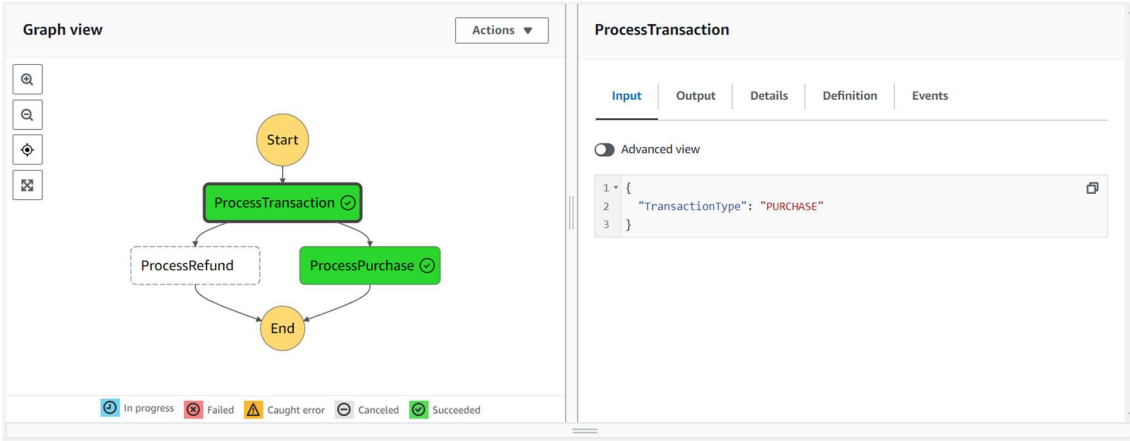 Graph view
Actions
Start
ProcessTransaction
ProcessRefund
ProcessPurchase
End
In progress
Failed
Caught error
Canceled
Succeeded
ProcessTransaction
Input
Output
Details
Definition
Events
Advanced view
1 {
2 "TransactionType": "PURCHASE"
3 }